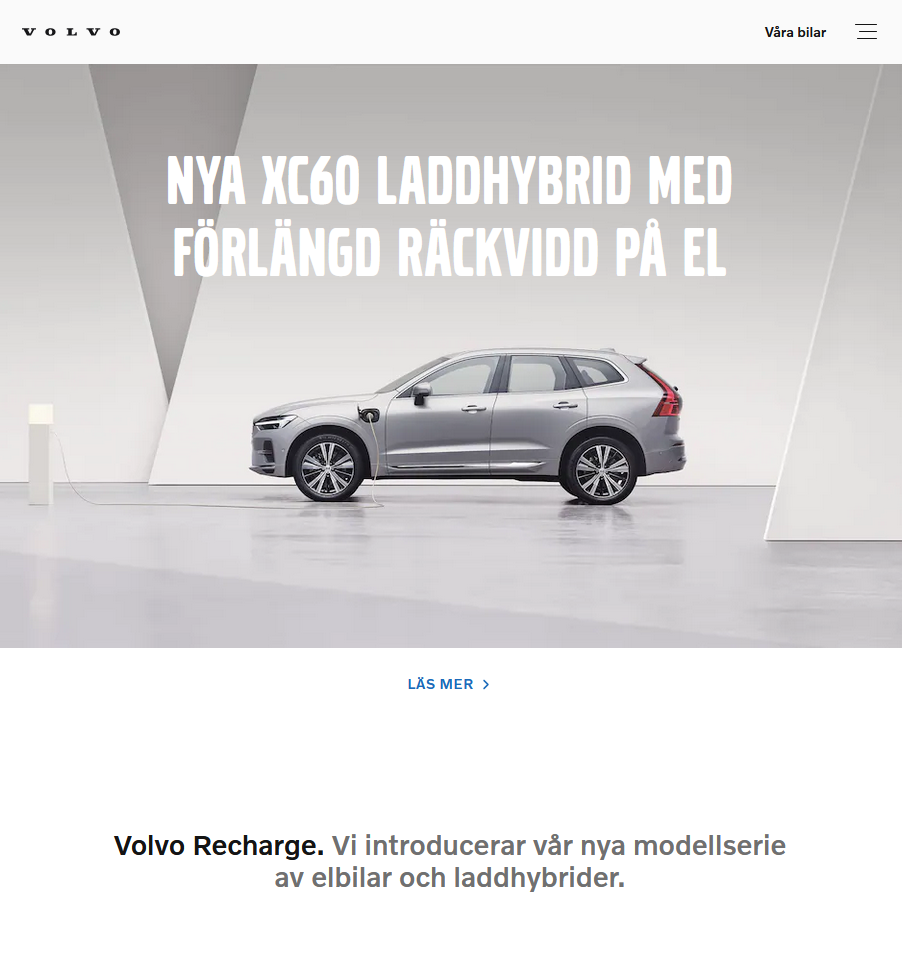 VOLVO
Våra bilar
NYA XC60 LADDHYBRID MED
FÖRLÄNGD RÄCKVIDD PÅ EL
LÄS MER
Volvo Recharge. Vi introducerar vår nya modellserie
av elbilar och laddhybrider.